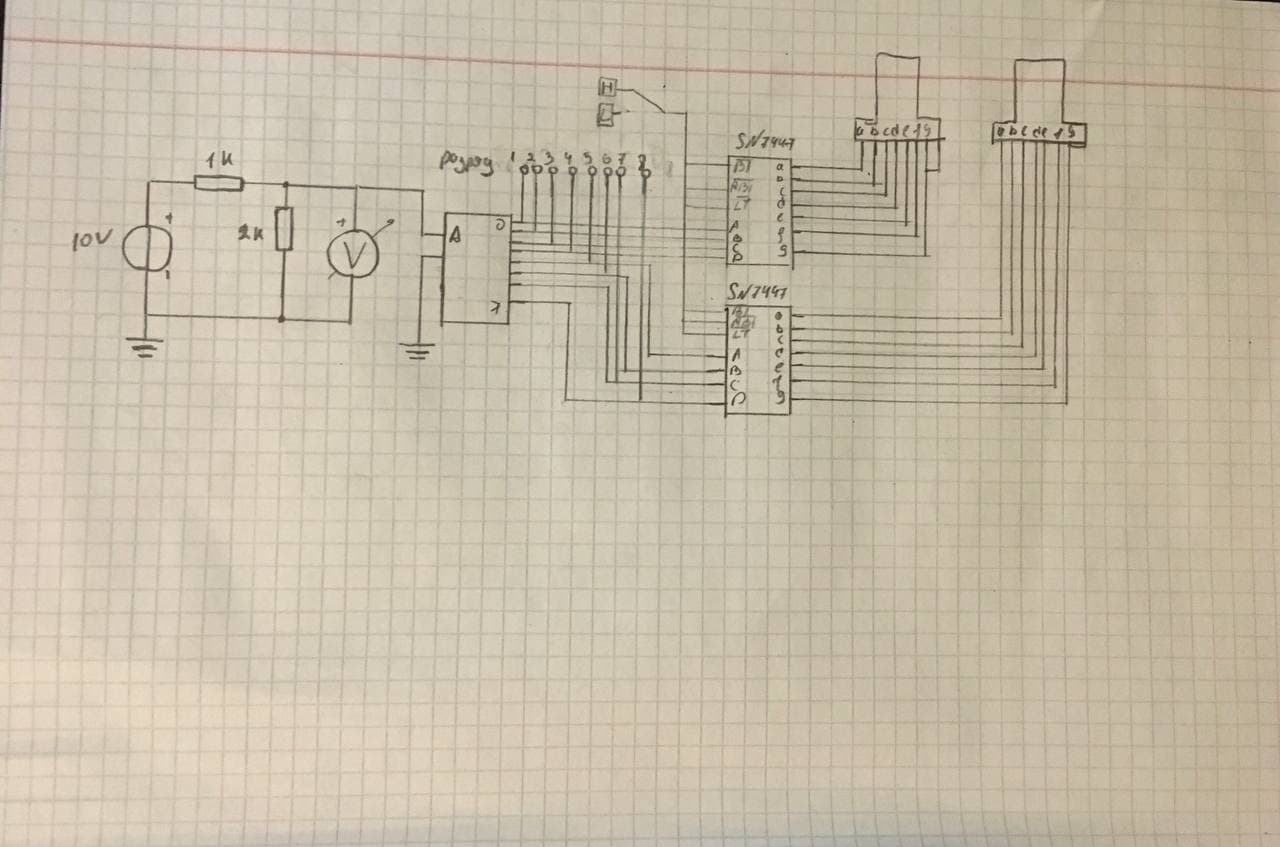 H
L
a b c d e f g
a b c d e f g
SN7447
розряд 1 2 3 4 5 6 7 8
1K
BI a
b
RBI c
LT d
e
A f
B
C g
D
10V
+
2K
+
V
A 0
7
SN7447
BI a
RBI b
LT c
A d
B e
C f
D g